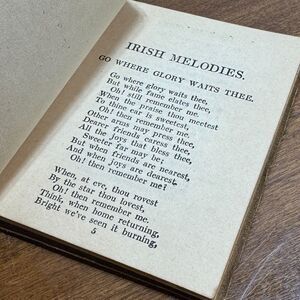 IRISH MELODIES.
GO WHERE GLORY WAITS THEE.
Go where glory waits thee,
But while fame elates thee,
Oh! still remember me.
When the praise thou meetest
To thine ear is sweetest,
Oh! then remember me.
Other arms may press thee,
Dearer friends caress thee,
All the joys that bless thee,
Sweeter far may be;
But when friends are nearest,
And when joys are dearest,
Oh! then remember me!
When, at eve, thou rovest
By the star thou lovest,
Oh! then remember me.
Think, when home returning,
Bright we've seen it burning,
5